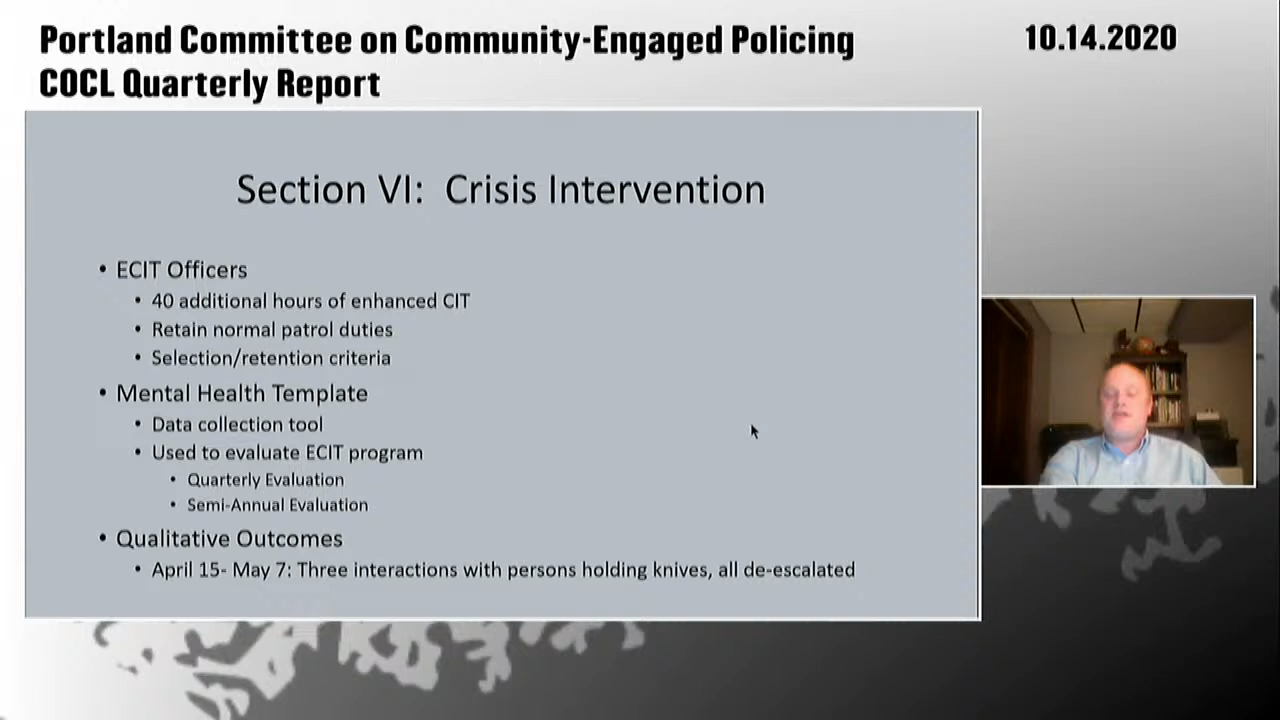 Portland Committee on Community-Engaged Policing
10.14.2020
COCL Quarterly Report
Section VI: Crisis Intervention
• ECIT Officers
• 40 additional hours of enhanced CIT
• Retain normal patrol duties
• Selection/retention criteria
• Mental Health Template
• Data collection tool
• Used to evaluate ECIT program
• Quarterly Evaluation
• Semi-Annual Evaluation
• Qualitative Outcomes
• April 15- May 7: Three interactions with persons holding knives, all de-escalated